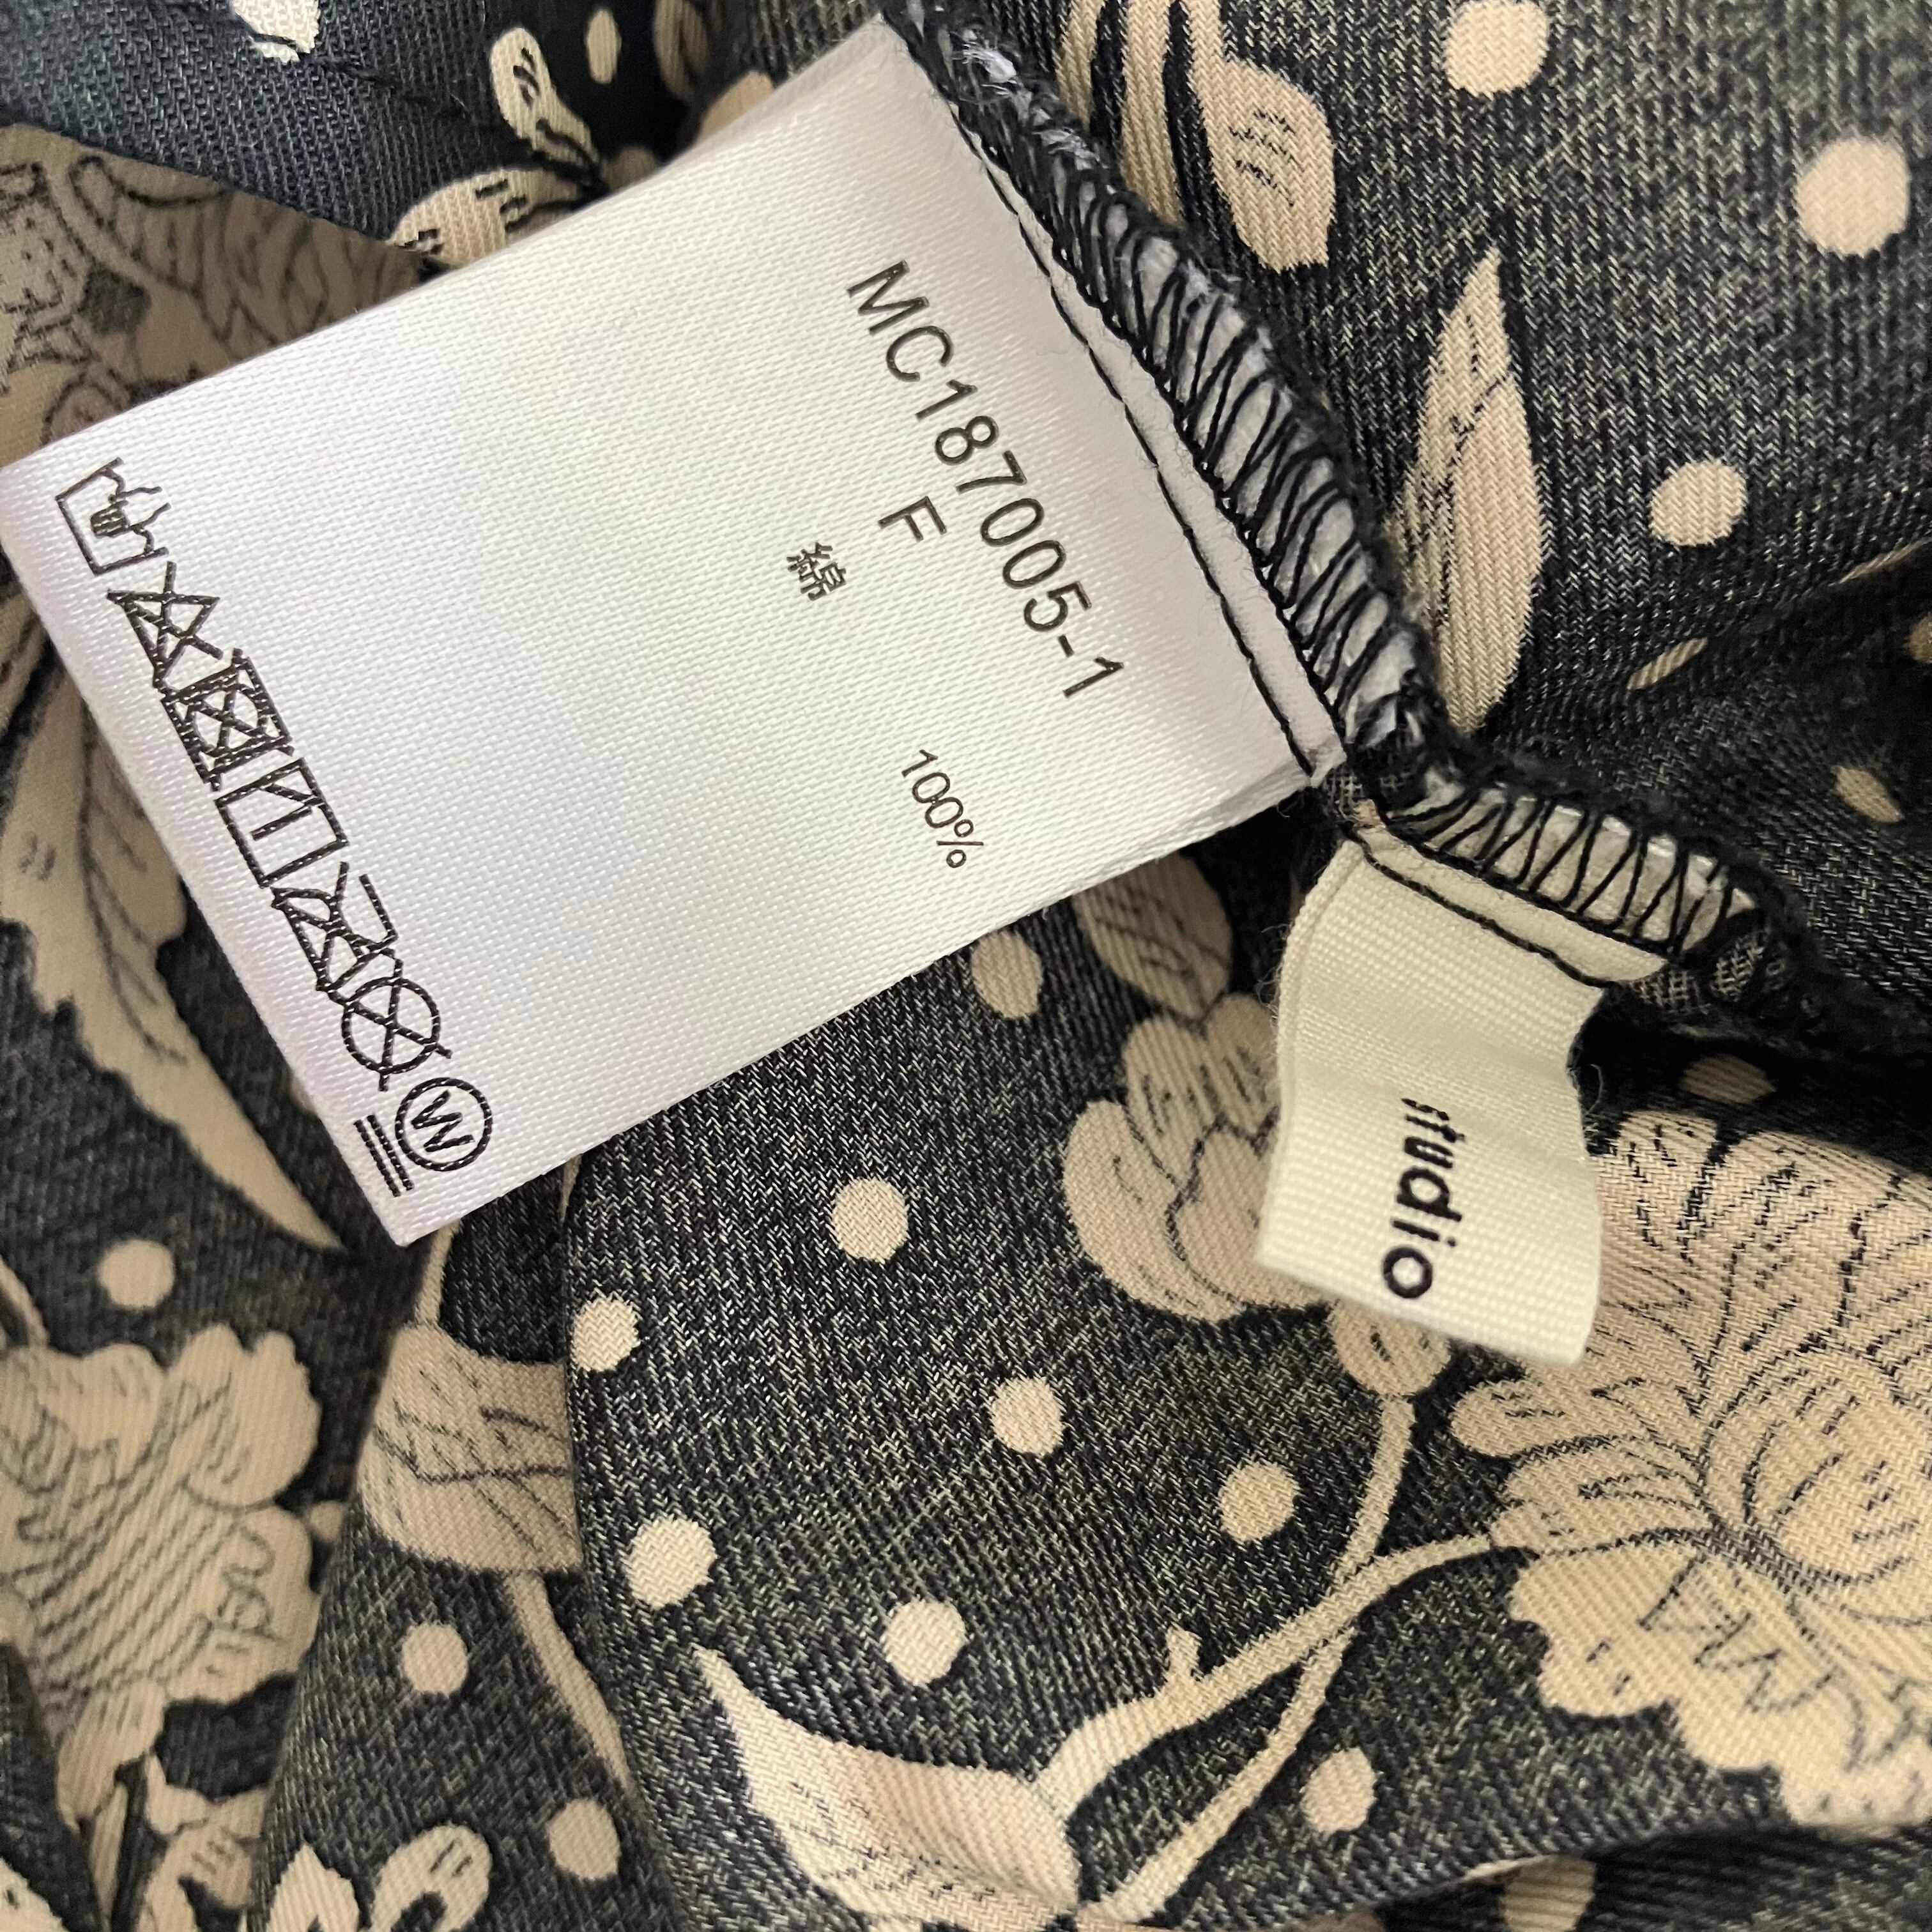 MC187005-1
F
綿 100%
W
studio